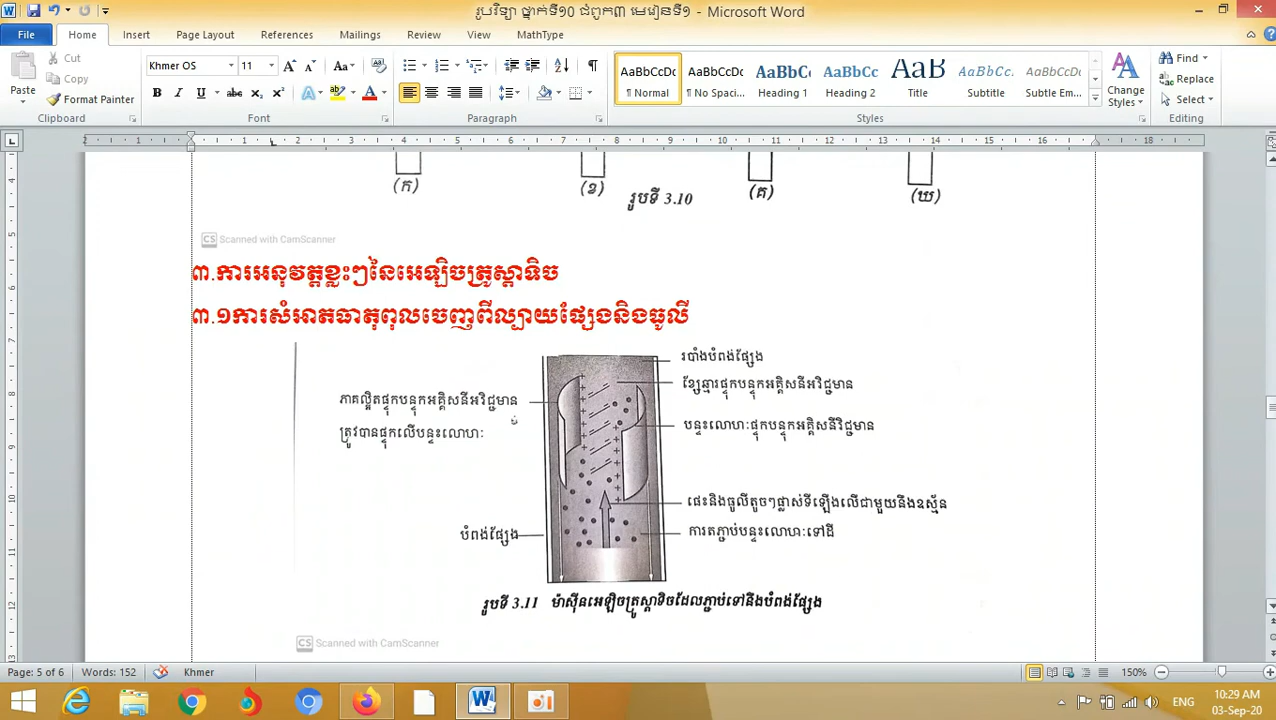 រូបវិទ្យា ថ្នាក់ទី10 ជំពូក៣ មេរៀនទី១ - Microsoft Word
File Home Insert Page Layout References Mailings Review View MathType
Paste
Cut
Copy
Format Painter
Clipboard
Khmer OS 11
Font
Paragraph
AaBbCcDc AaBbCcDc AaBbC AaBbCc AaB AaBbCc. AaBbCcDc
¶ Normal ¶ No Spaci... Heading 1 Heading 2 Title Subtitle Subtle Em...
Styles
Change Styles
Find
Replace
Select
Editing
(ក) (ខ) (គ) (ឃ)
រូបទី 3.10
CS Scanned with CamScanner
៣.ការអនុវត្តខ្លះៗនៃអេឡិចត្រូស្តាទិច
៣.១ការសំអាតធាតុពុលចេញពីល្បាយផ្សែងនិងធូលី
របាំងបំពង់ផ្សែង
ខ្សែឆ្មារផ្ទុកបន្ទុកអគ្គិសនីអវិជ្ជមាន
ភាគល្អិតផ្ទុកបន្ទុកអគ្គិសនីអវិជ្ជមាន
ត្រូវបានផ្ទុកលើបន្ទះលោហៈ
បន្ទះលោហៈផ្ទុកបន្ទុកអគ្គិសនីវិជ្ជមាន
ផេះនិងធូលីតូចៗផ្លាស់ទីឡើងលើជាមួយនឹងឧស្ម័ន
បំពង់ផ្សែង
ការតភ្ជាប់បន្ទះលោហៈទៅដី
រូបទី 3.11 ម៉ាស៊ីនអេឡិចត្រូស្តាទិចដែលភ្ជាប់ទៅនឹងបំពង់ផ្សែង
CS Scanned with CamScanner
Page: 5 of 6 Words: 152 Khmer 150%
ENG
10:29 AM
03-Sep-20